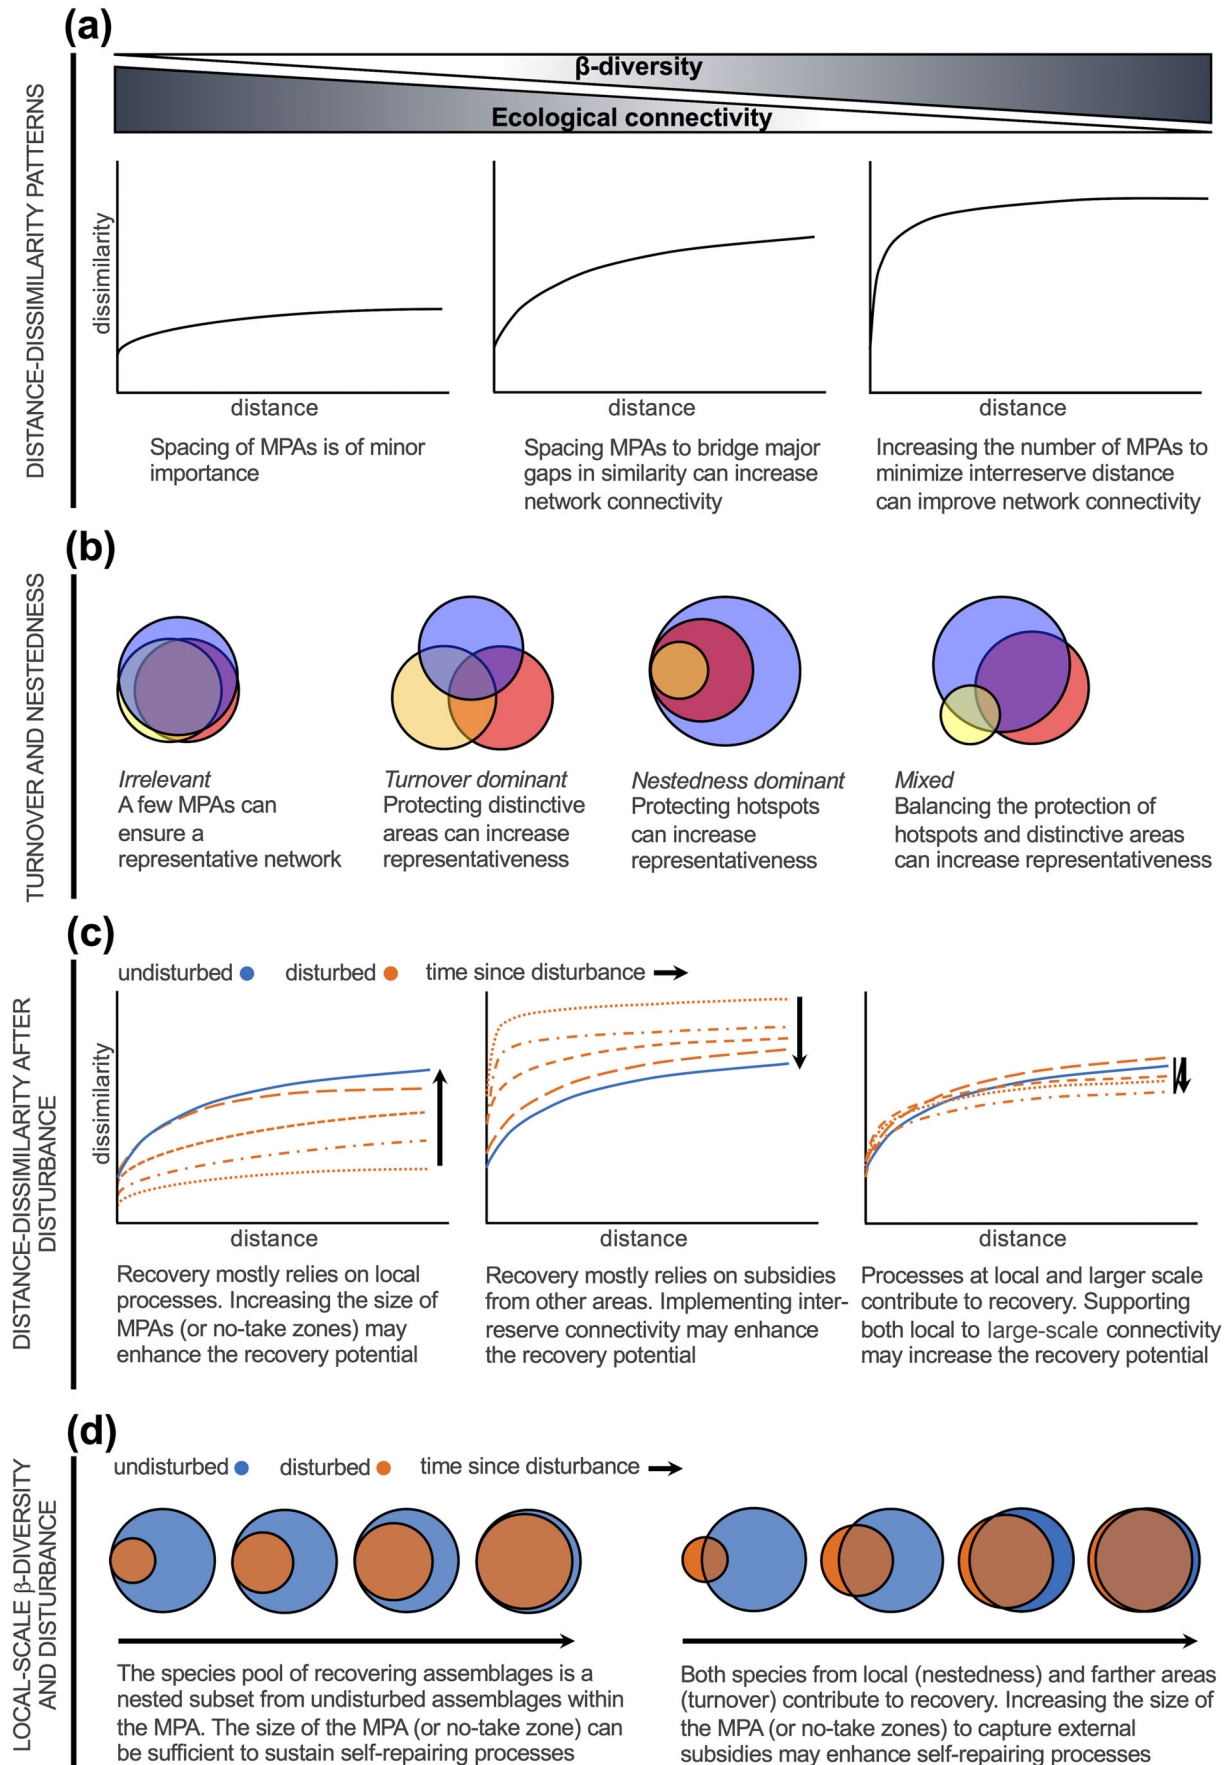 (a)
DISTANCE-DISSIMILARITY PATTERNS
β-diversity
Ecological connectivity
dissimilarity
distance
distance
distance
Spacing of MPAs is of minor
importance
Spacing MPAs to bridge major
gaps in similarity can increase
network connectivity
Increasing the number of MPAs to
minimize interreserve distance
can improve network connectivity
(b)
TURNOVER AND NESTEDNESS
Irrelevant
A few MPAs can
ensure a
representative network
Turnover dominant
Protecting distinctive
areas can increase
representativeness
Nestedness dominant
Protecting hotspots
can increase
representativeness
Mixed
Balancing the protection of
hotspots and distinctive areas
can increase representativeness
(c)
DISTANCE-DISSIMILARITY AFTER
DISTURBANCE
undisturbed
disturbed
time since disturbance
dissimilarity
distance
distance
distance
Recovery mostly relies on local
processes. Increasing the size of
MPAs (or no-take zones) may
enhance the recovery potential
Recovery mostly relies on subsidies
from other areas. Implementing inter-
reserve connectivity may enhance
the recovery potential
Processes at local and larger scale
contribute to recovery. Supporting
both local to large-scale connectivity
may increase the recovery potential
(d)
LOCAL-SCALE β-DIVERSITY
AND DISTURBANCE
undisturbed
disturbed
time since disturbance
The species pool of recovering assemblages is a
nested subset from undisturbed assemblages within
the MPA. The size of the MPA (or no-take zone) can
be sufficient to sustain self-repairing processes
Both species from local (nestedness) and farther areas
(turnover) contribute to recovery. Increasing the size of
the MPA (or no-take zones) to capture external
subsidies may enhance self-repairing processes